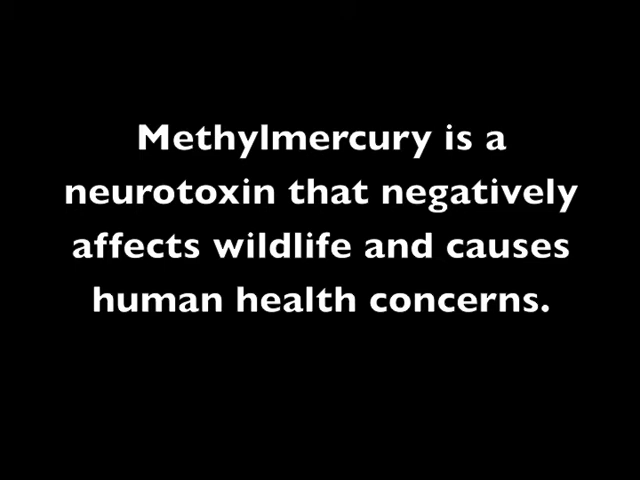 Methylmercury is a
neurotoxin that negatively
affects wildlife and causes
human health concerns.